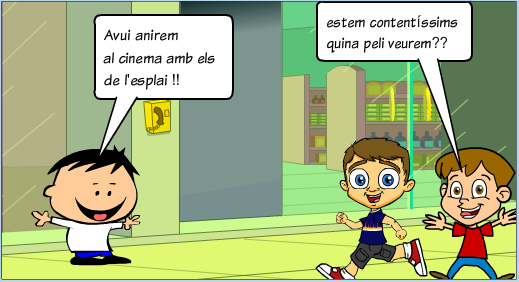 Avui anirem
al cinema amb els
de l'esplai !!
estem contentíssims
quina peli veurem??